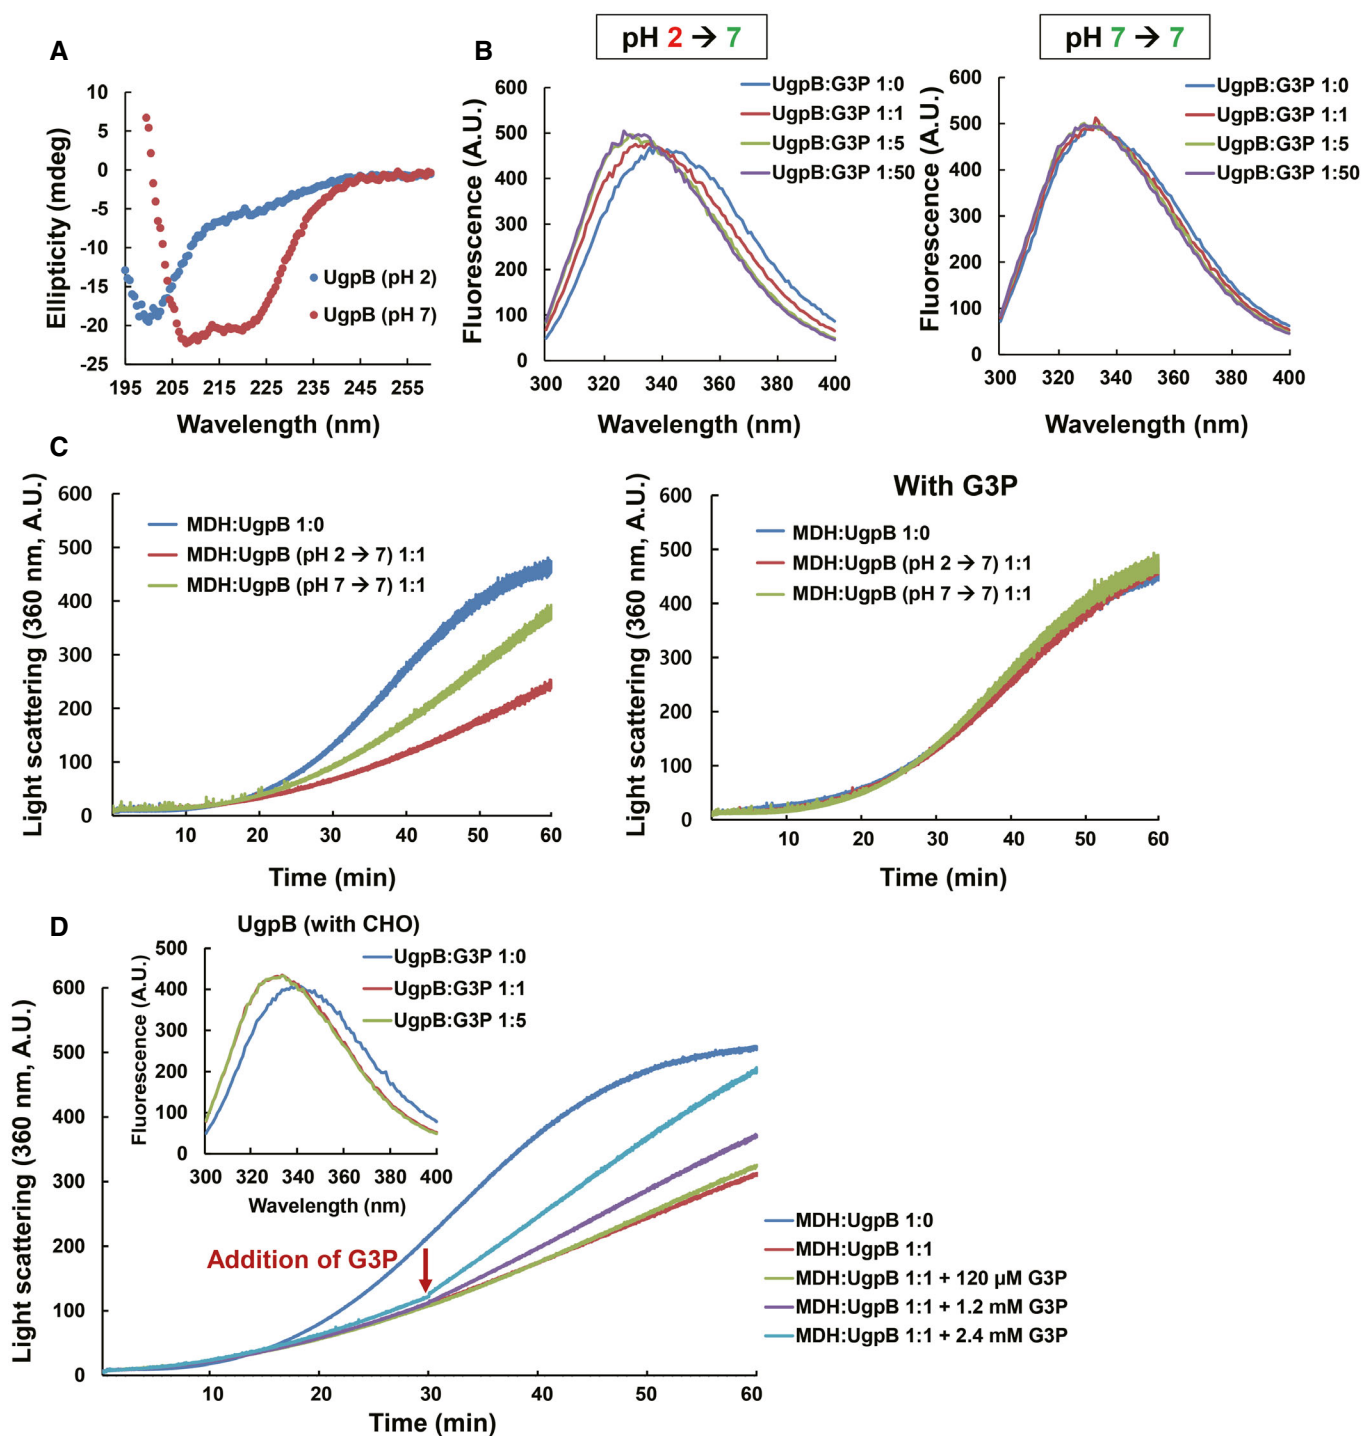 A
10
5
0
-5
-10
-15
-20
-25
Ellipticity (mdeg)
UgpB (pH 2)
UgpB (pH 7)
195 205 215 225 235 245 255
Wavelength (nm)
B
pH 2 → 7
600
500
400
300
200
100
0
Fluorescence (A.U.)
UgpB:G3P 1:0
UgpB:G3P 1:1
UgpB:G3P 1:5
UgpB:G3P 1:50
300 320 340 360 380 400
Wavelength (nm)
pH 7 → 7
600
500
400
300
200
100
0
Fluorescence (A.U.)
UgpB:G3P 1:0
UgpB:G3P 1:1
UgpB:G3P 1:5
UgpB:G3P 1:50
300 320 340 360 380 400
Wavelength (nm)
C
600
500
400
300
200
100
0
Light scattering (360 nm, A.U.)
MDH:UgpB 1:0
MDH:UgpB (pH 2 → 7) 1:1
MDH:UgpB (pH 7 → 7) 1:1
10 20 30 40 50 60
Time (min)
With G3P
600
500
400
300
200
100
0
Light scattering (360 nm, A.U.)
MDH:UgpB 1:0
MDH:UgpB (pH 2 → 7) 1:1
MDH:UgpB (pH 7 → 7) 1:1
10 20 30 40 50 60
Time (min)
D
UgpB (with CHO)
500
400
300
200
100
0
Fluorescence (A.U.)
UgpB:G3P 1:0
UgpB:G3P 1:1
UgpB:G3P 1:5
300 320 340 360 380 400
Wavelength (nm)
600
500
400
300
200
100
0
Light scattering (360 nm, A.U.)
Addition of G3P
MDH:UgpB 1:0
MDH:UgpB 1:1
MDH:UgpB 1:1 + 120 µM G3P
MDH:UgpB 1:1 + 1.2 mM G3P
MDH:UgpB 1:1 + 2.4 mM G3P
10 20 30 40 50 60
Time (min)